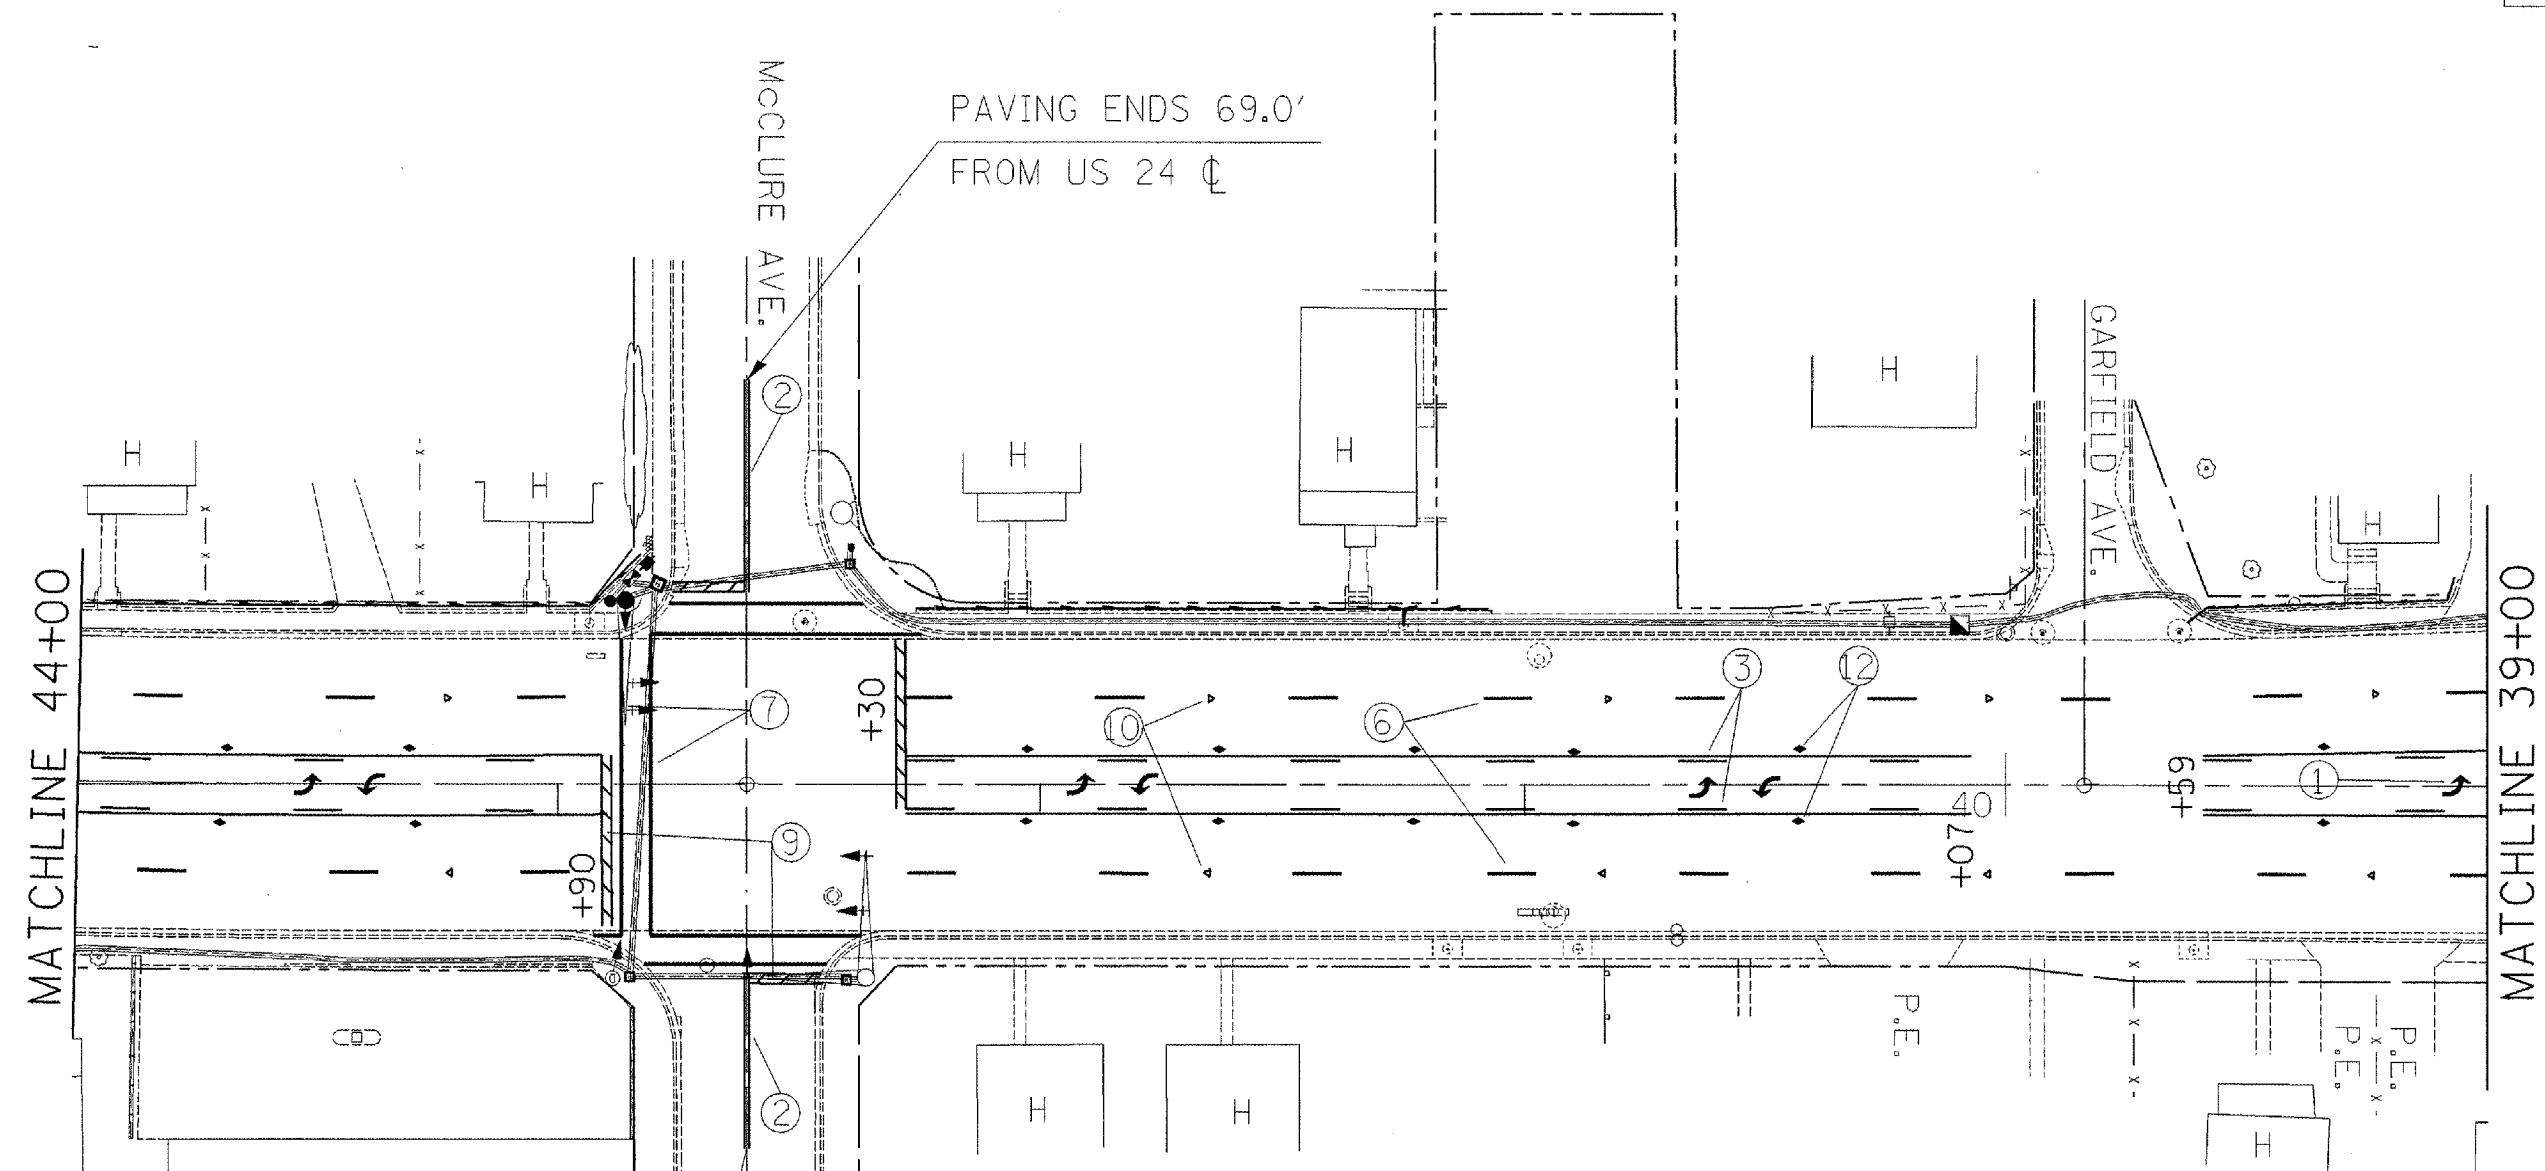 McCLURE AVE.
PAVING ENDS 69.0'
FROM US 24 ℄
GARFIELD AVE.
2
H
H
H
H
H
H
MATCHLINE 44+00
MATCHLINE 39+00
7
+30
10
6
3
12
+59
1
40
+07
9
+90
2
P.E.
P.E.
P.E.
H
H
H